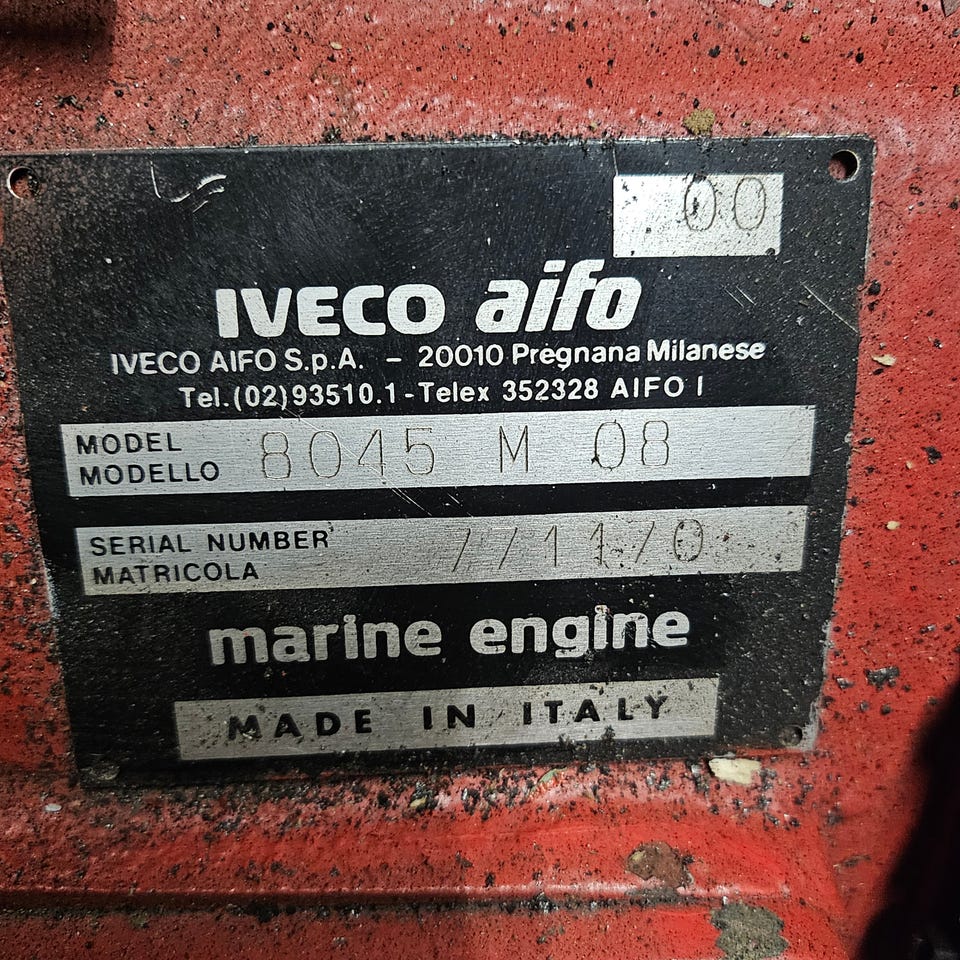 00
IVECO aifo
IVECO AIFO S.p.A. - 20010 Pregnana Milanese
Tel.(02)93510.1-Telex 352328 AIFO I
MODEL
MODELLO 8045 M 08
SERIAL NUMBER
MATRICOLA
marine engine
MADE IN ITALY